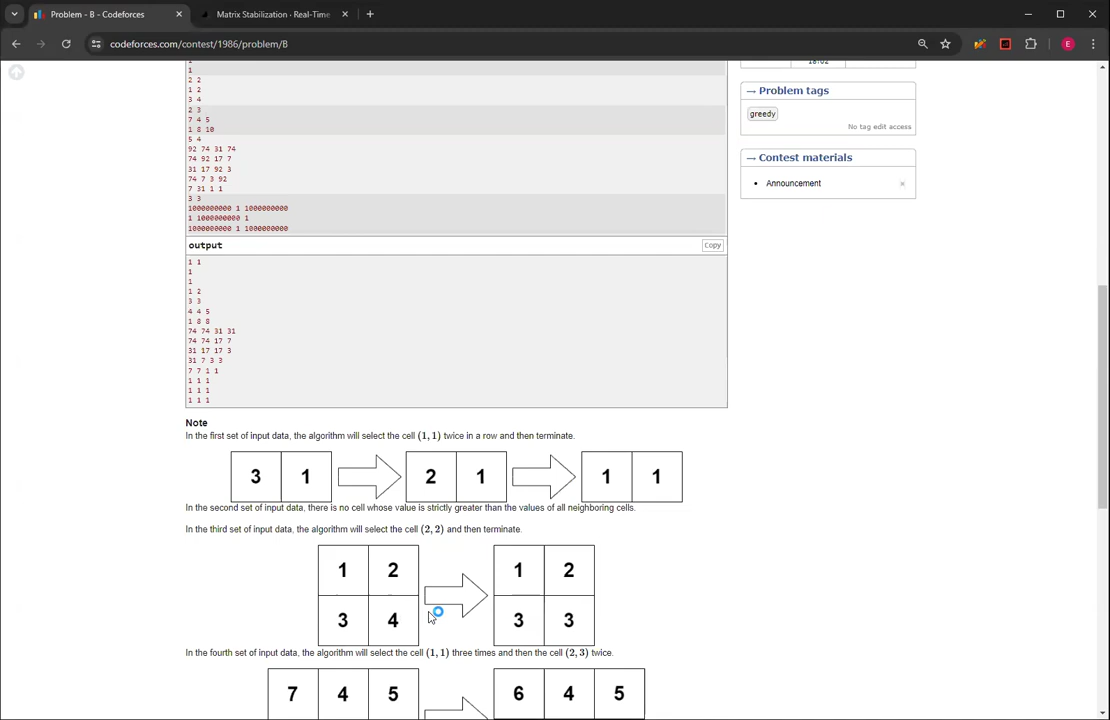 Problem - B - Codeforces
Matrix Stabilization - Real-Time
codeforces.com/contest/1986/problem/B
E
1
2 2
1 2
3 4
2 3
7 4 5
1 8 10
5 4
92 74 31 74
74 92 17 7
31 17 92 3
74 7 3 92
7 31 1 1
3 3
1000000000 1 1000000000
1 1000000000 1
1000000000 1 1000000000
output
Copy
1 1
1
1
1 2
3 3
4 4 5
1 8 8
74 74 31 31
74 74 17 7
31 17 17 3
31 7 3 3
7 7 1 1
1 1 1
1 1 1
1 1 1
Note
In the first set of input data, the algorithm will select the cell (1, 1) twice in a row and then terminate.
3 1 2 1 1 1
In the second set of input data, there is no cell whose value is strictly greater than the values of all neighboring cells.
In the third set of input data, the algorithm will select the cell (2, 2) and then terminate.
1 2 1 2
3 4 3 3
In the fourth set of input data, the algorithm will select the cell (1, 1) three times and then the cell (2, 3) twice.
7 4 5 6 4 5
→ Problem tags
greedy
No tag edit access
→ Contest materials
Announcement